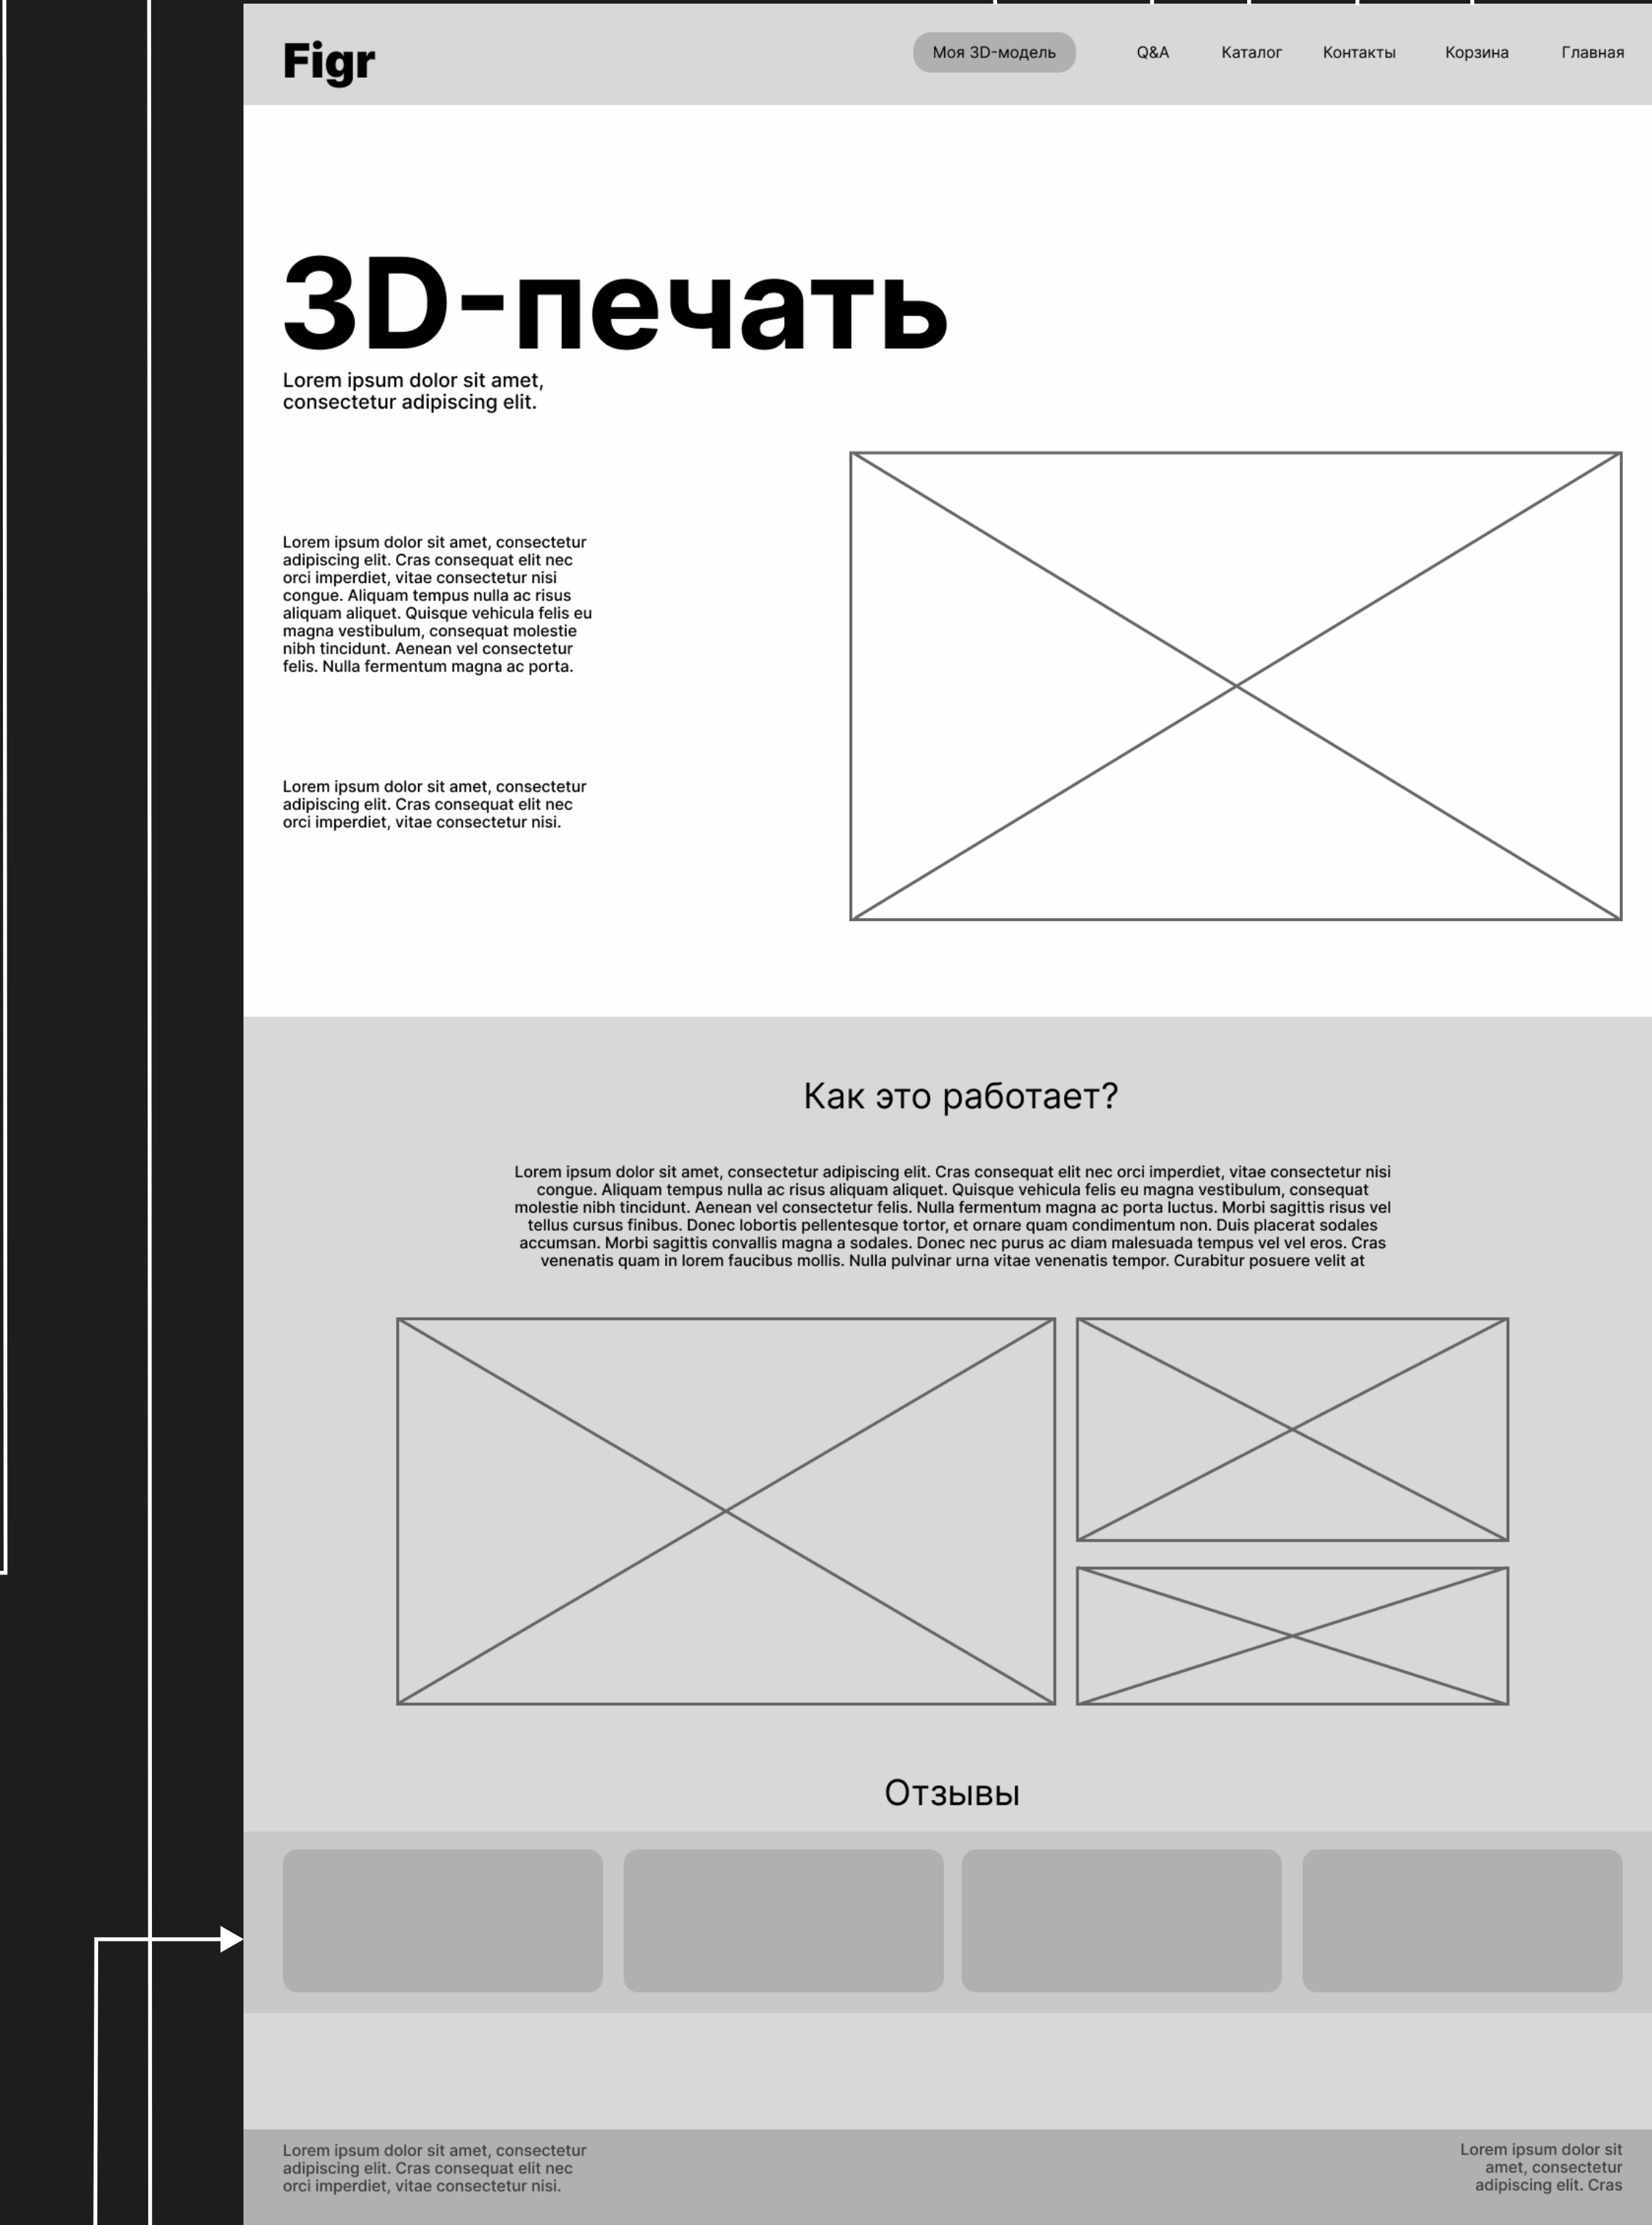 Figr
Моя 3D-модель
Q&A
Каталог
Контакты
Корзина
Главная
3D-печать
Lorem ipsum dolor sit amet,
consectetur adipiscing elit.
Lorem ipsum dolor sit amet, consectetur
adipiscing elit. Cras consequat elit nec
orci imperdiet, vitae consectetur nisi
congue. Aliquam tempus nulla ac risus
aliquam aliquet. Quisque vehicula felis eu
magna vestibulum, consequat molestie
nibh tincidunt. Aenean vel consectetur
felis. Nulla fermentum magna ac porta.
Lorem ipsum dolor sit amet, consectetur
adipiscing elit. Cras consequat elit nec
orci imperdiet, vitae consectetur nisi.
Как это работает?
Lorem ipsum dolor sit amet, consectetur adipiscing elit. Cras consequat elit nec orci imperdiet, vitae consectetur nisi
congue. Aliquam tempus nulla ac risus aliquam aliquet. Quisque vehicula felis eu magna vestibulum, consequat
molestie nibh tincidunt. Aenean vel consectetur felis. Nulla fermentum magna ac porta luctus. Morbi sagittis risus vel
tellus cursus finibus. Donec lobortis pellentesque tortor, et ornare quam condimentum non. Duis placerat sodales
accumsan. Morbi sagittis convallis magna a sodales. Donec nec purus ac diam malesuada tempus vel vel eros. Cras
venenatis quam in lorem faucibus mollis. Nulla pulvinar urna vitae venenatis tempor. Curabitur posuere velit at
Отзывы
Lorem ipsum dolor sit amet, consectetur
adipiscing elit. Cras consequat elit nec
orci imperdiet, vitae consectetur nisi.
Lorem ipsum dolor sit
amet, consectetur
adipiscing elit. Cras